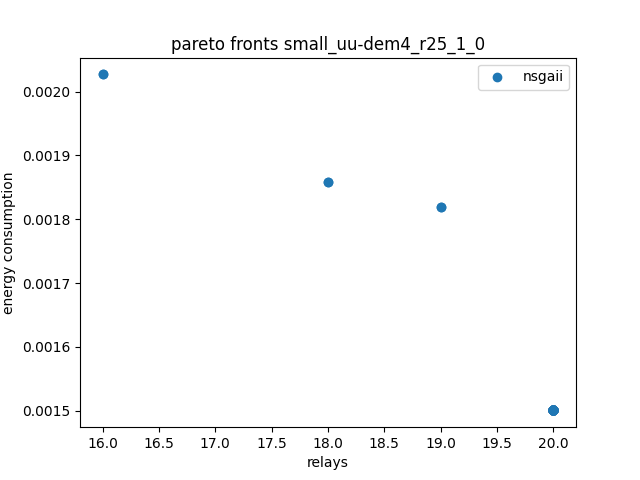 pareto fronts small_uu-dem4_r25_1_0
nsgaii
0.0020
0.0019
0.0018
0.0017
0.0016
0.0015
energy consumption
16.0 16.5 17.0 17.5 18.0 18.5 19.0 19.5 20.0
relays